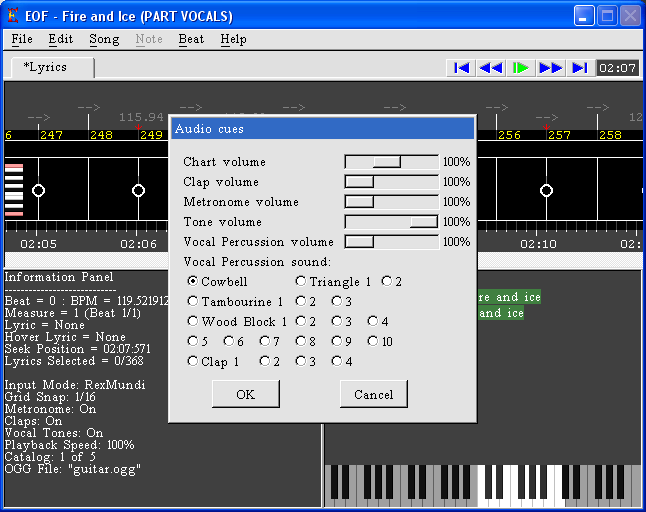 EOF - Fire and Ice (PART VOCALS)
File Edit Song Note Beat Help
*Lyrics
02:07
--> --> --> --> --> -->
115.94
6 247 248 249 256 257 258
02:05 02:06 02:10 02:
Audio cues
Chart volume 100%
Clap volume 100%
Metronome volume 100%
Tone volume 100%
Vocal Percussion volume 100%
Vocal Percussion sound:
Cowbell Triangle 1 2
Tambourine 1 2 3
Wood Block 1 2 3 4
5 6 7 8 9 10
Clap 1 2 3 4
OK Cancel
Information Panel
----------------------------
Beat = 0 : BPM = 119.521912
Measure = 1 (Beat 1/1)
Lyric = None
Hover Lyric = None
Seek Position = 02:07:571
Lyrics Selected = 0/368
Input Mode: RexMundi
Grid Snap: 1/16
Metronome: On
Claps: On
Vocal Tones: On
Playback Speed: 100%
Catalog: 1 of 5
OGG File: "guitar.ogg"
re and ice
and ice